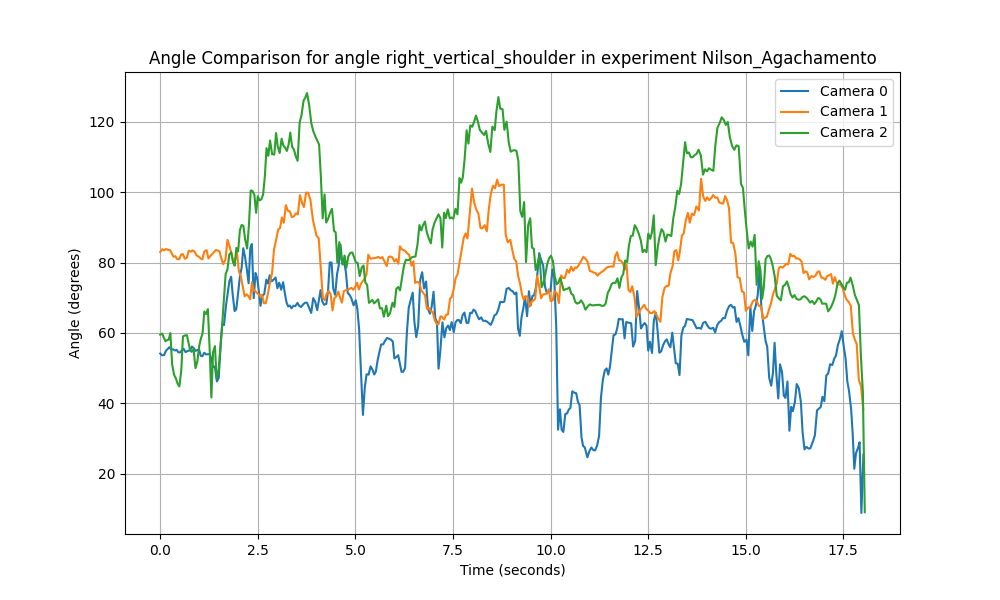 Angle Comparison for angle right_vertical_shoulder in experiment Nilson_Agachamento
Camera 0
Camera 1
Camera 2
120
100
80
60
40
20
Angle (degrees)
0.0 2.5 5.0 7.5 10.0 12.5 15.0 17.5
Time (seconds)